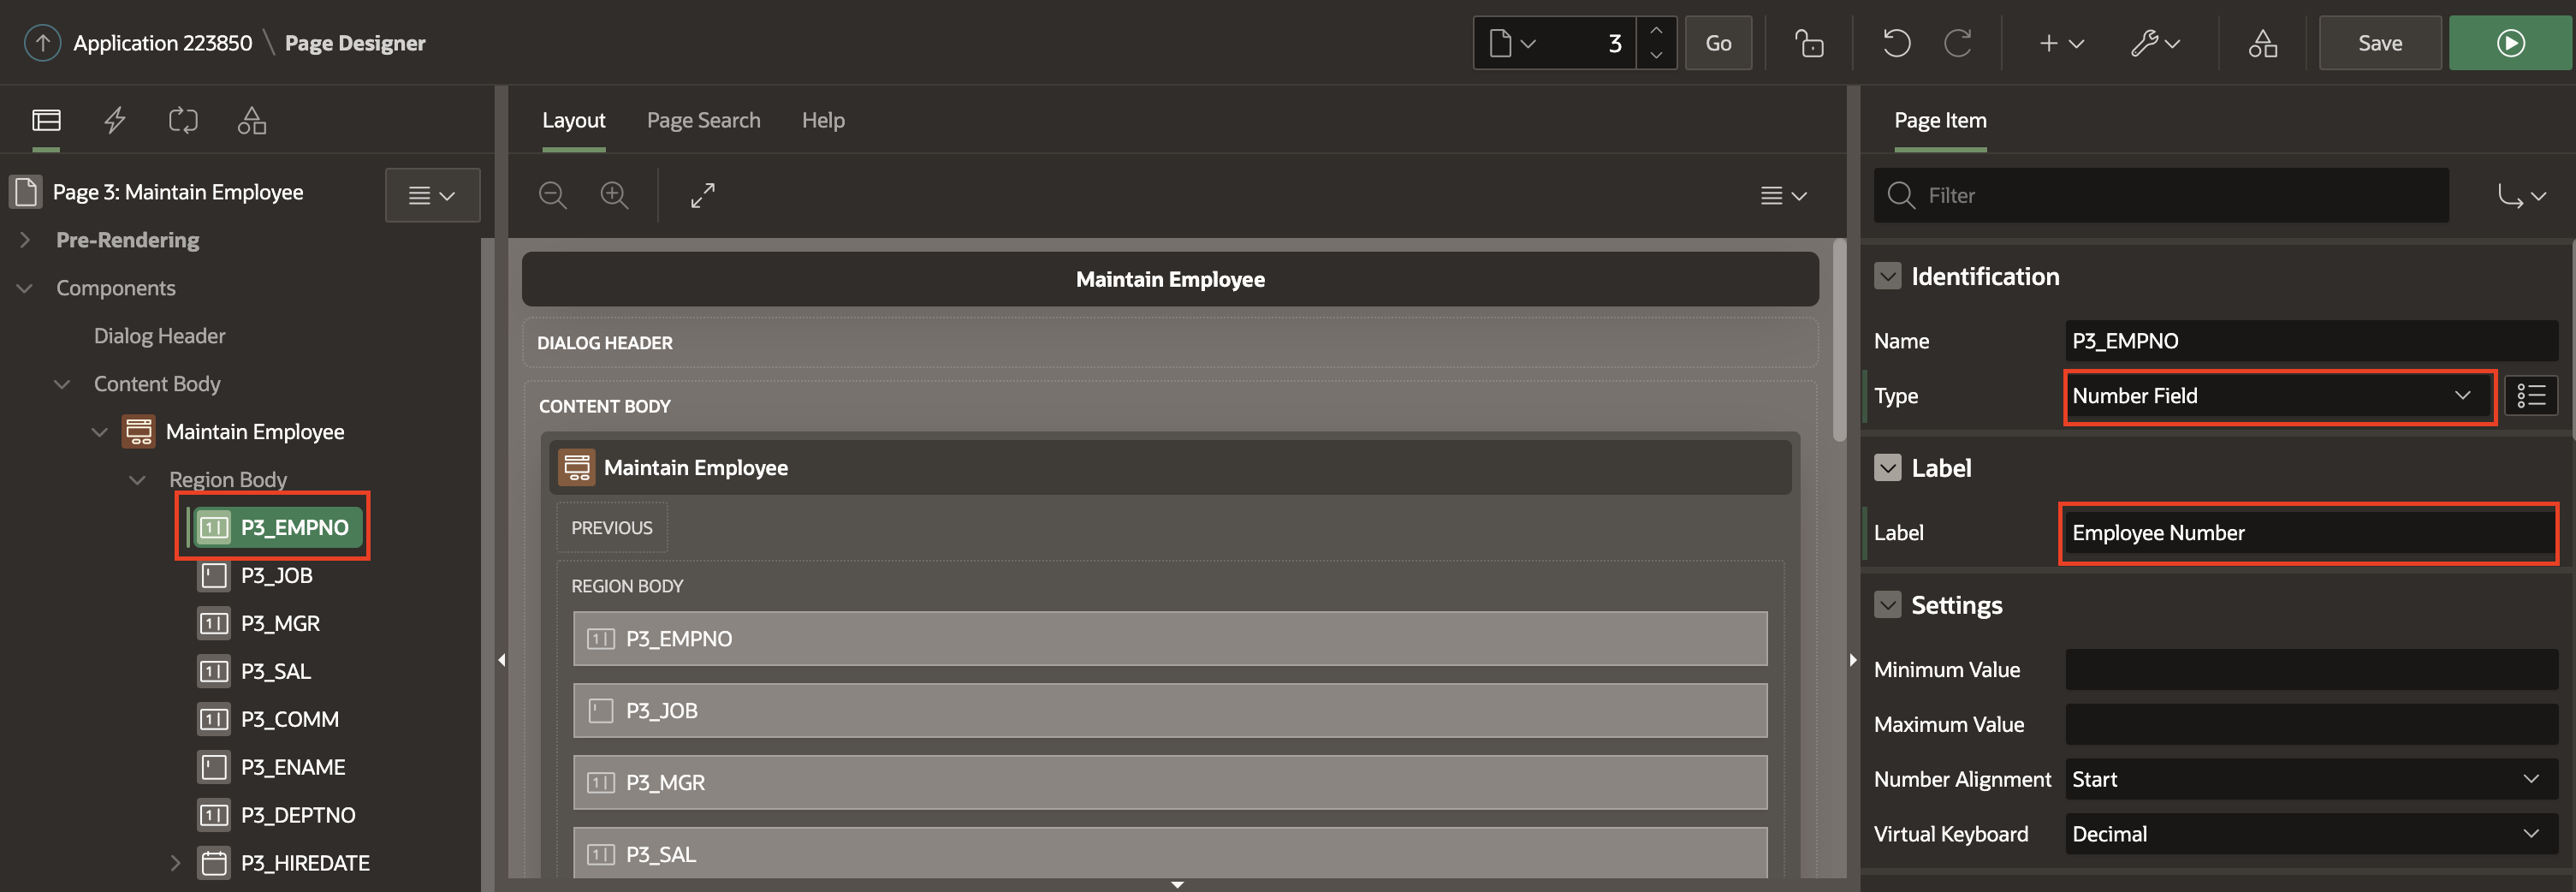 Application 223850 \ Page Designer
3
Go
Save
Layout
Page Search
Help
Page Item
Page 3: Maintain Employee
Pre-Rendering
Components
Dialog Header
Content Body
Maintain Employee
Region Body
P3_EMPNO
P3_JOB
P3_MGR
P3_SAL
P3_COMM
P3_ENAME
P3_DEPTNO
P3_HIREDATE
Maintain Employee
DIALOG HEADER
CONTENT BODY
Maintain Employee
PREVIOUS
REGION BODY
P3_EMPNO
P3_JOB
P3_MGR
P3_SAL
Filter
Identification
Name P3_EMPNO
Type Number Field
Label
Label Employee Number
Settings
Minimum Value
Maximum Value
Number Alignment Start
Virtual Keyboard Decimal